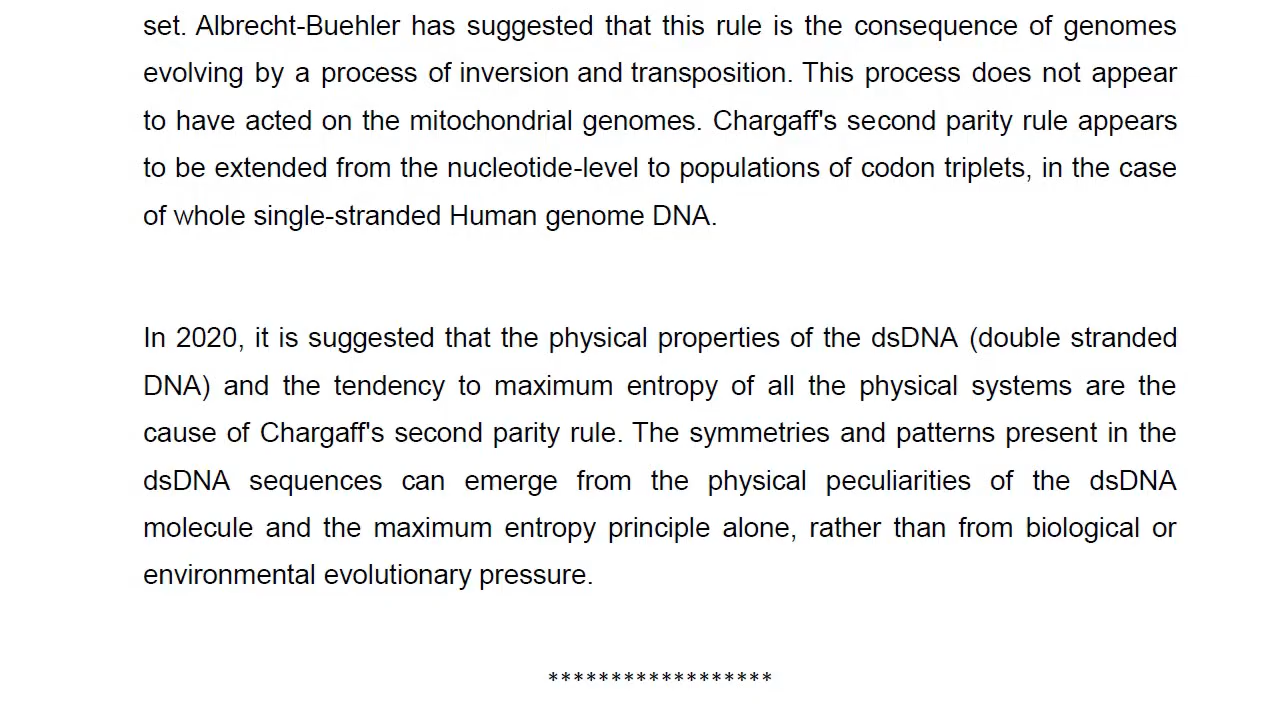 set. Albrecht-Buehler has suggested that this rule is the consequence of genomes
evolving by a process of inversion and transposition. This process does not appear
to have acted on the mitochondrial genomes. Chargaff's second parity rule appears
to be extended from the nucleotide-level to populations of codon triplets, in the case
of whole single-stranded Human genome DNA.
In 2020, it is suggested that the physical properties of the dsDNA (double stranded
DNA) and the tendency to maximum entropy of all the physical systems are the
cause of Chargaff's second parity rule. The symmetries and patterns present in the
dsDNA sequences can emerge from the physical peculiarities of the dsDNA
molecule and the maximum entropy principle alone, rather than from biological or
environmental evolutionary pressure.
******************